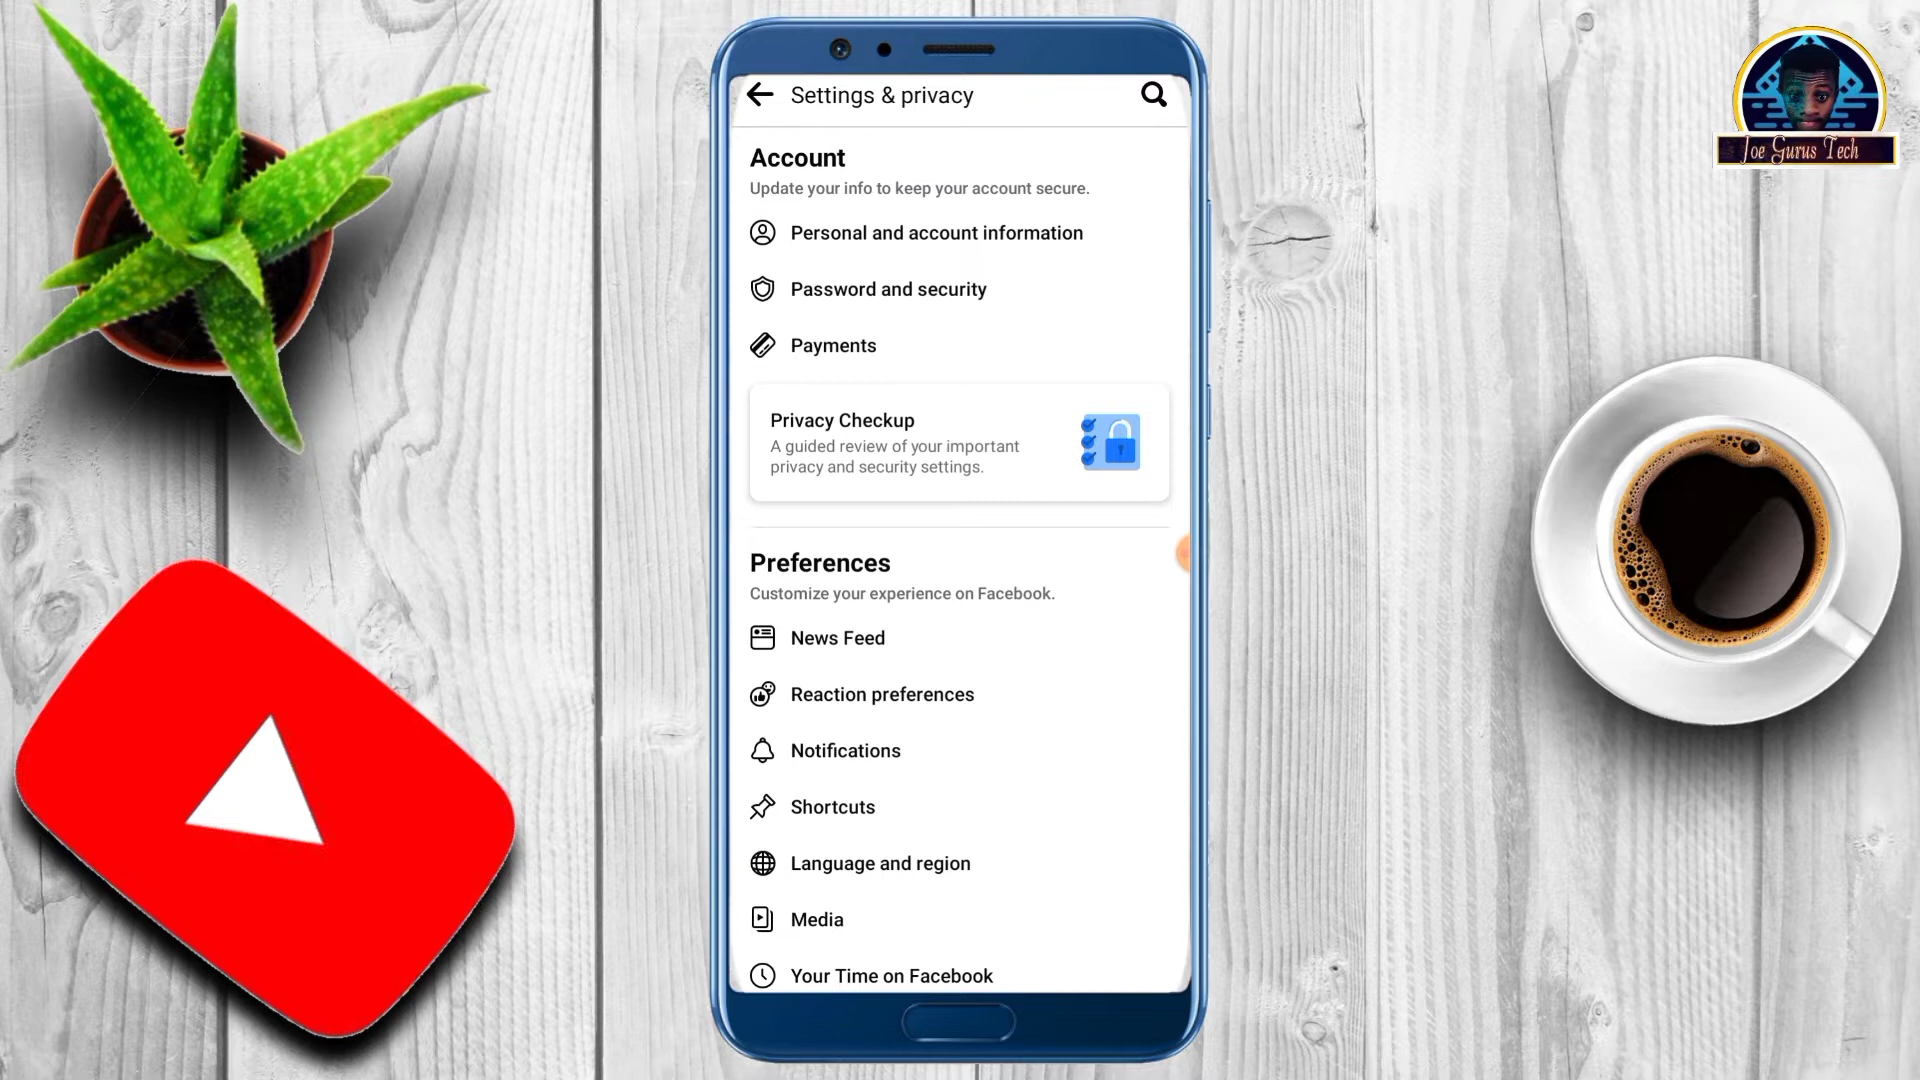 Settings & privacy
Joe Gurus Tech
Account
Update your info to keep your account secure.
Personal and account information
Password and security
Payments
Privacy Checkup
A guided review of your important
privacy and security settings.
Preferences
Customize your experience on Facebook.
News Feed
Reaction preferences
Notifications
Shortcuts
Language and region
Media
Your Time on Facebook